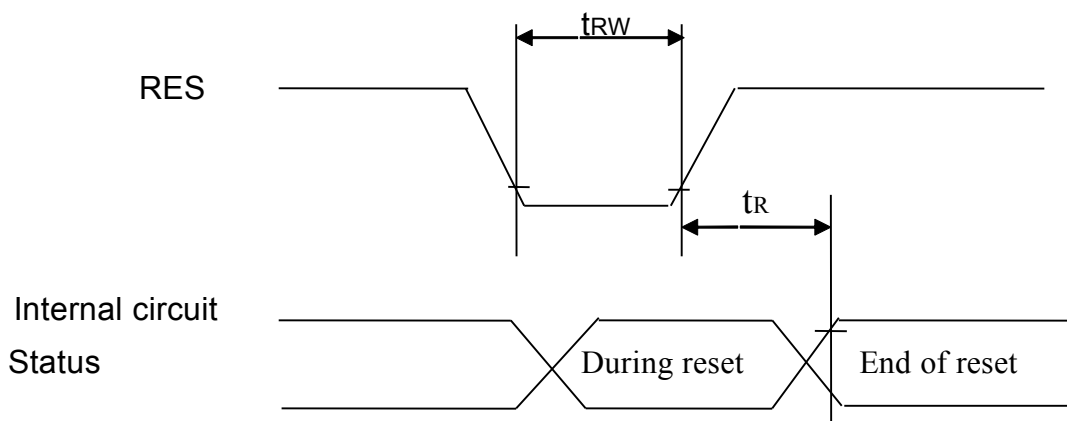 tRW
RES
tR
Internal circuit
Status
During reset
End of reset